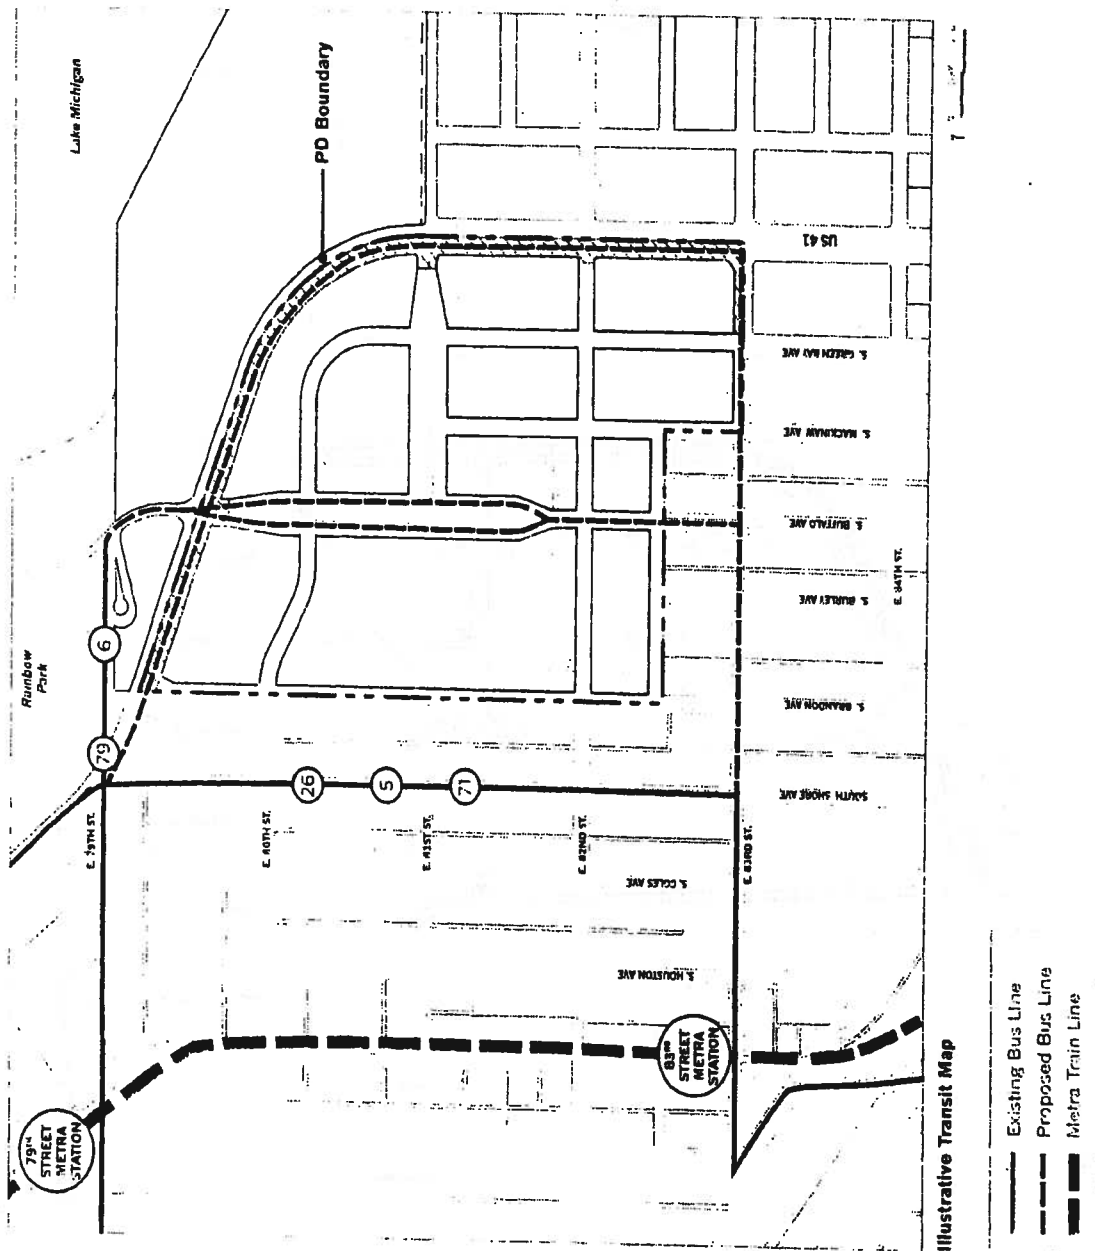 Lake Michigan
PD Boundary
Rainbow
Park
6
79
26
5
71
US 41
S. GREEN BAY AVE
S. MACKINAW AVE
S. BUFFALO AVE
S. BURLEY AVE
S. BRANDON AVE
SOUTH SHORE AVE
S. COLES AVE
S. HOUSTON AVE
E. 79TH ST.
E. 80TH ST.
E. 81ST ST.
E. 82ND ST.
E. 83RD ST.
E. 84TH ST.
79TH
STREET
METRA
STATION
83RD
STREET
METRA
STATION
Illustrative Transit Map
Existing Bus Line
Proposed Bus Line
Metra Train Line
7